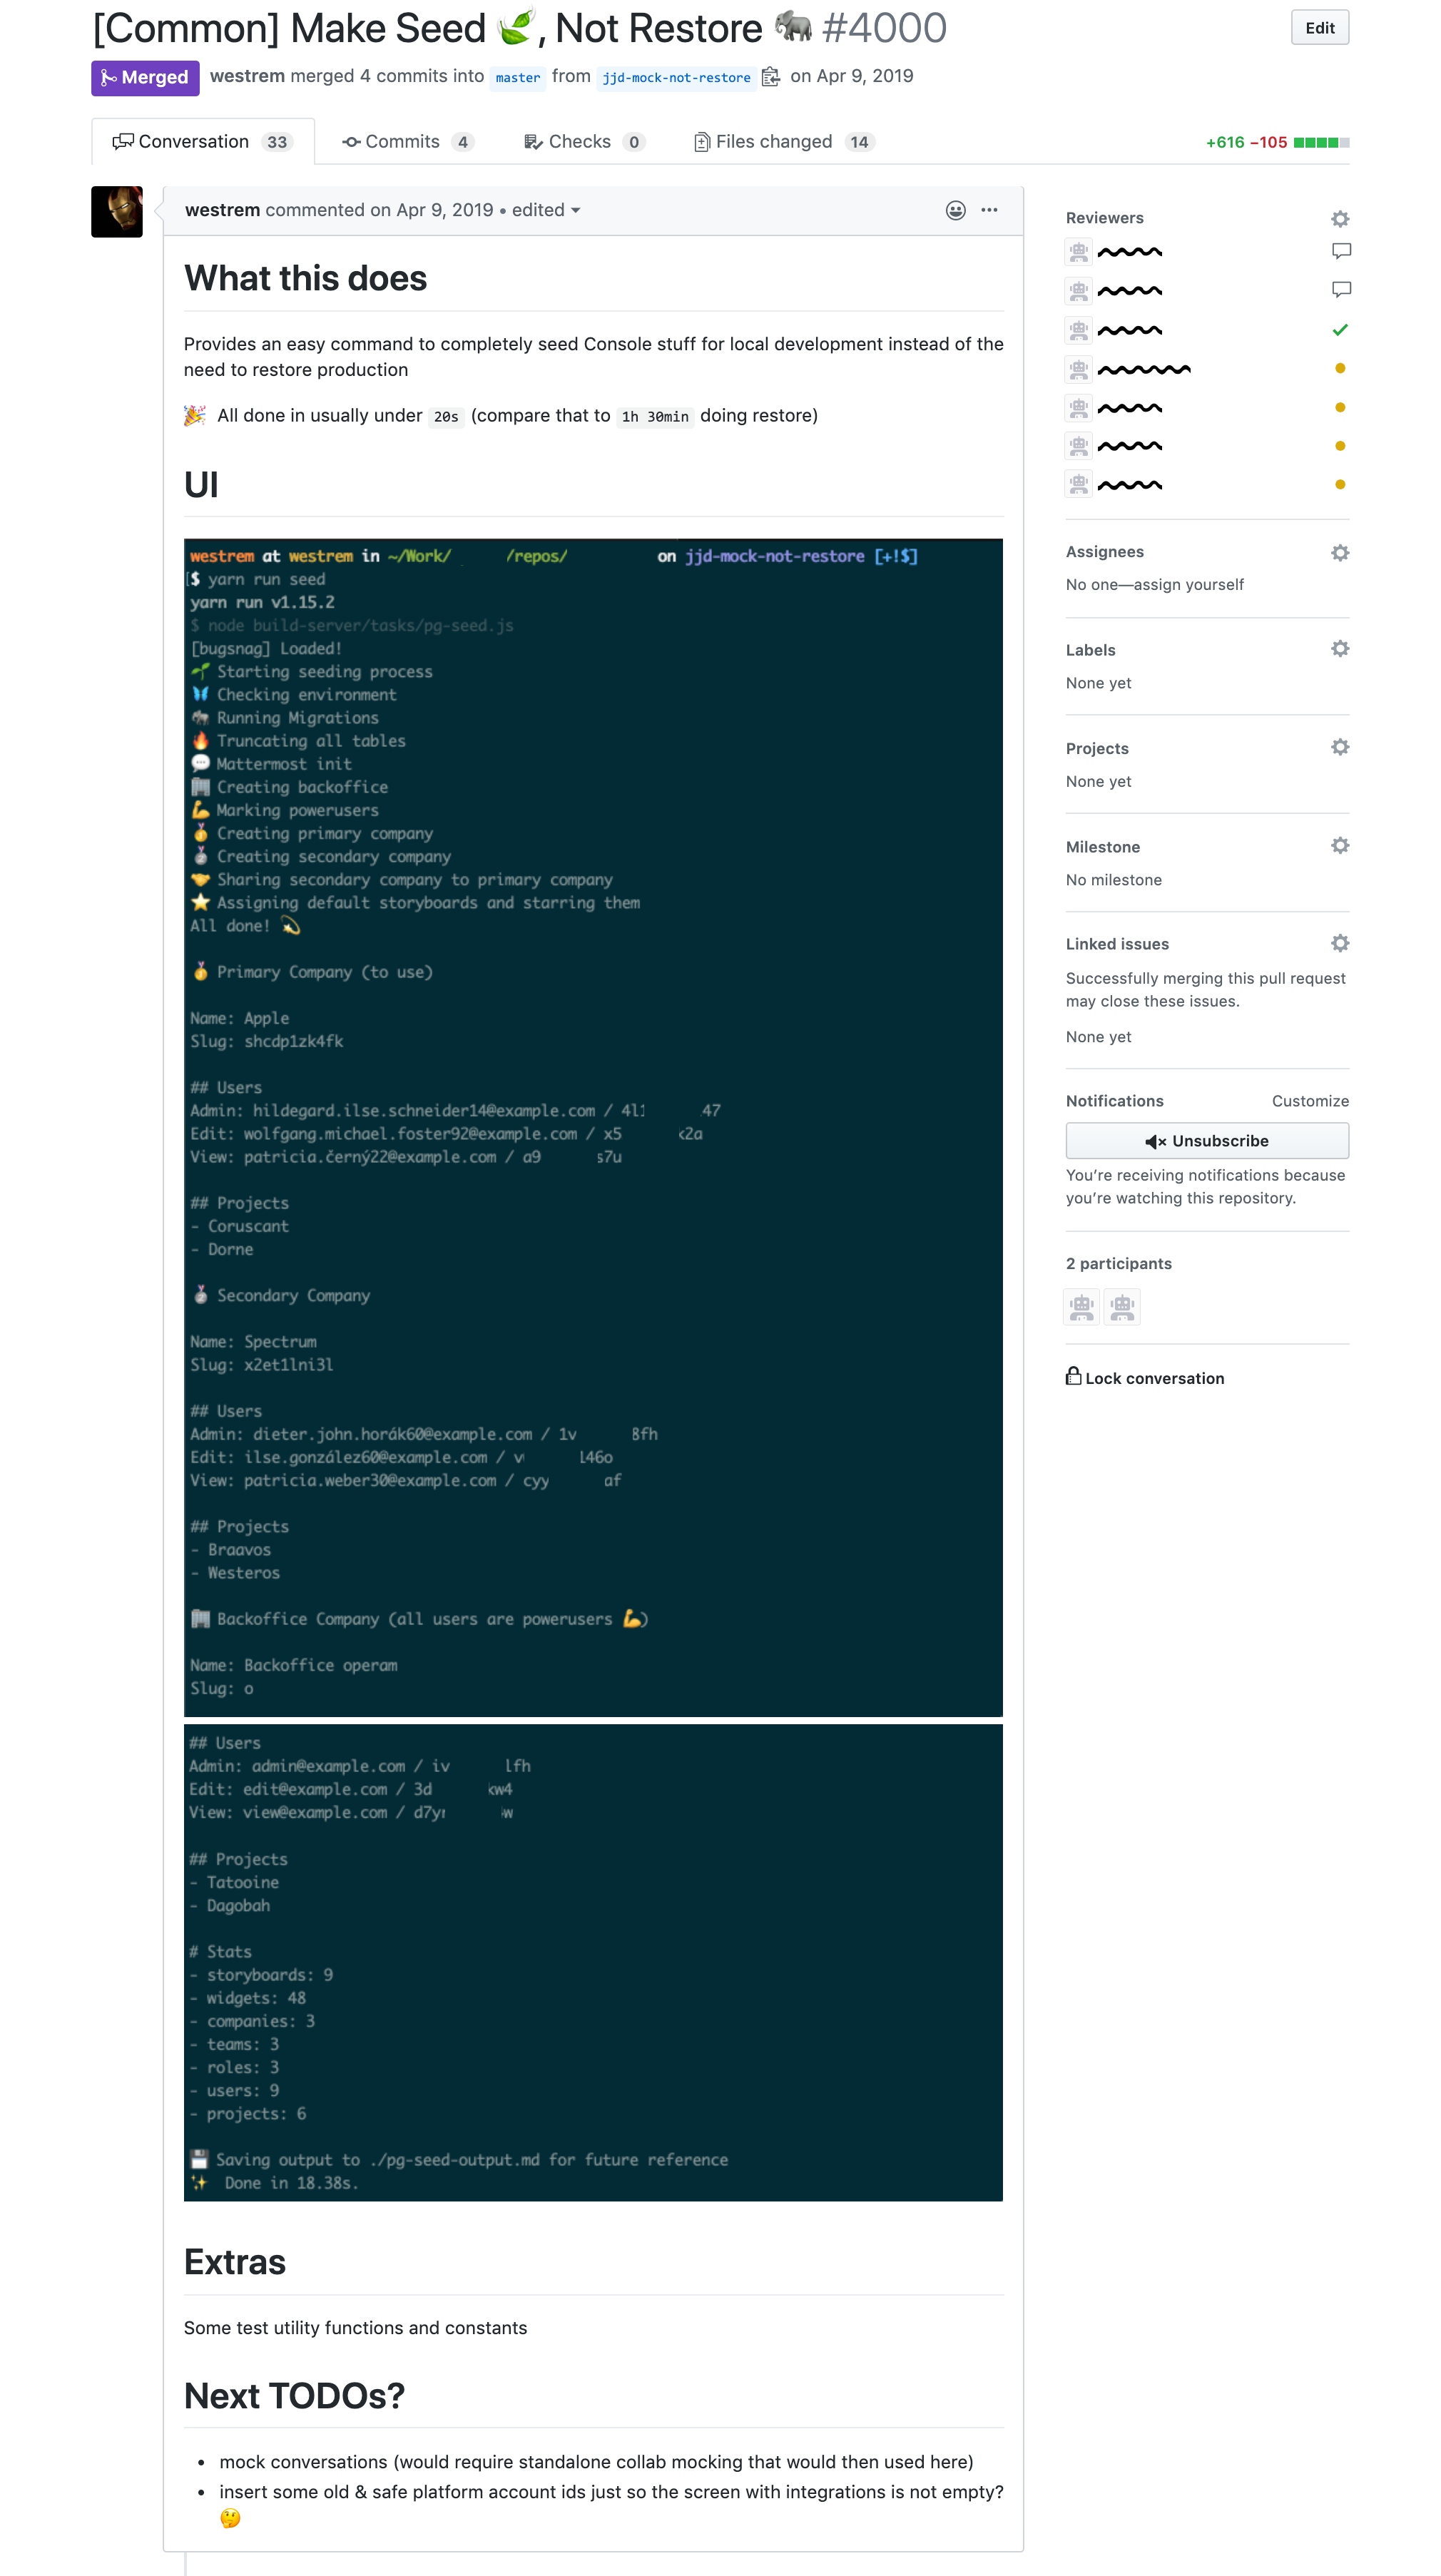 [Common] Make Seed 🍃, Not Restore 🐘 #4000
Edit
Merged westrem merged 4 commits into master from jjd-mock-not-restore on Apr 9, 2019
Conversation 33 Commits 4 Checks 0 Files changed 14 +616 −105
westrem commented on Apr 9, 2019 • edited
What this does
Provides an easy command to completely seed Console stuff for local development instead of the
need to restore production
🎉 All done in usually under 20s (compare that to 1h 30min doing restore)
UI
westrem at westrem in ~/Work/ /repos/ on jjd-mock-not-restore [+!$]
[$ yarn run seed
yarn run v1.15.2
$ node build-server/tasks/pg-seed.js
[bugsnag] Loaded!
🌱 Starting seeding process
🦋 Checking environment
🐘 Running Migrations
🔥 Truncating all tables
💬 Mattermost init
🏢 Creating backoffice
💪 Marking powerusers
🥇 Creating primary company
🥈 Creating secondary company
🤝 Sharing secondary company to primary company
⭐ Assigning default storyboards and starring them
All done! 💫
🥇 Primary Company (to use)
Name: Apple
Slug: shcdp1zk4fk
## Users
Admin: hildegard.ilse.schneider14@example.com / 4l1 47
Edit: wolfgang.michael.foster92@example.com / x5 k2a
View: patricia.černý22@example.com / a9 s7u
## Projects
- Coruscant
- Dorne
🥈 Secondary Company
Name: Spectrum
Slug: x2et1lni3l
## Users
Admin: dieter.john.horák60@example.com / 1v 8fh
Edit: ilse.gonzález60@example.com / v 146o
View: patricia.weber30@example.com / cyy af
## Projects
- Braavos
- Westeros
🏢 Backoffice Company (all users are powerusers 💪)
Name: Backoffice operam
Slug: o
## Users
Admin: admin@example.com / iv lfh
Edit: edit@example.com / 3d kw4
View: view@example.com / d7y w
## Projects
- Tatooine
- Dagobah
# Stats
- storyboards: 9
- widgets: 48
- companies: 3
- teams: 3
- roles: 3
- users: 9
- projects: 6
💾 Saving output to ./pg-seed-output.md for future reference
✨ Done in 18.38s.
Extras
Some test utility functions and constants
Next TODOs?
• mock conversations (would require standalone collab mocking that would then used here)
• insert some old & safe platform account ids just so the screen with integrations is not empty?
🤔
Reviewers
Assignees
No one—assign yourself
Labels
None yet
Projects
None yet
Milestone
No milestone
Linked issues
Successfully merging this pull request
may close these issues.
None yet
Notifications Customize
Unsubscribe
You’re receiving notifications because
you’re watching this repository.
2 participants
Lock conversation